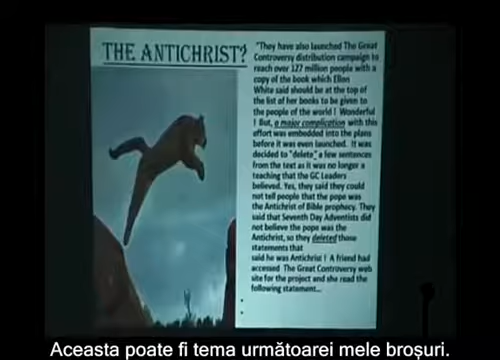 THE ANTICHRIST?
"They have also launched The Great
Controversy distribution campaign to
reach over 127 million people with a
copy of the book which Ellen
White said should be at the top of
the list of her books to be given to
the people of the world ! Wonderful
! But, a major complication with this
effort was embedded into the plans
before it was even launched. It was
decided to "delete" a few sentences
from the text as it was no longer a
teaching that the GC Leaders
believed. Yes, they said they could
not tell people that the pope was
the Antichrist of Bible prophecy. They
said that Seventh Day Adventists did
not believe the pope was the
Antichrist, so they deleted those
statements that
said he was Antichrist ! A friend had
accessed The Great Controversy web
site for the project and she read the
following statement...
Aceasta poate fi tema următoarei mele broșuri.